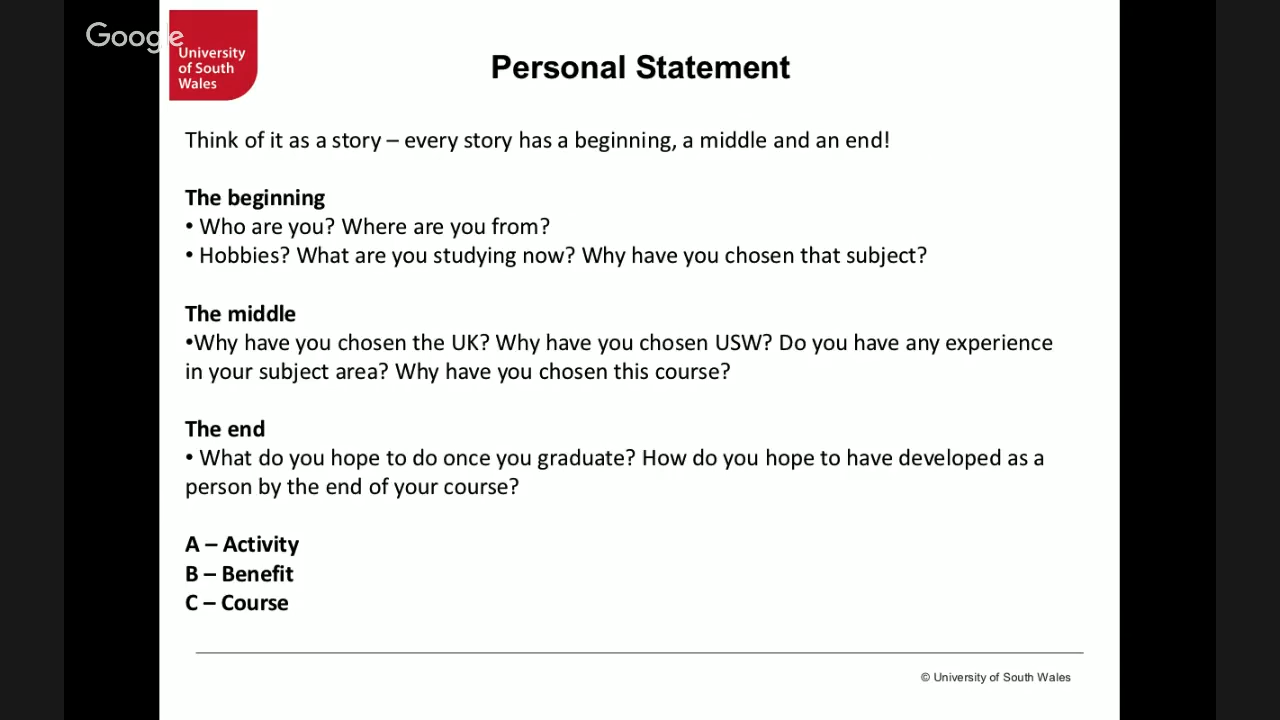 Google
University
of South
Wales
Personal Statement
Think of it as a story – every story has a beginning, a middle and an end!
The beginning
• Who are you? Where are you from?
• Hobbies? What are you studying now? Why have you chosen that subject?
The middle
•Why have you chosen the UK? Why have you chosen USW? Do you have any experience
in your subject area? Why have you chosen this course?
The end
• What do you hope to do once you graduate? How do you hope to have developed as a
person by the end of your course?
A – Activity
B – Benefit
C – Course
© University of South Wales